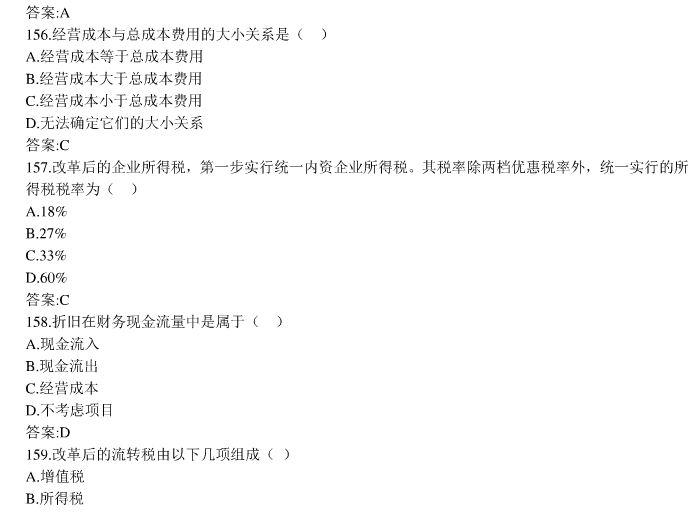 答案:A
156.经营成本与总成本费用的大小关系是（　）
A.经营成本等于总成本费用
B.经营成本大于总成本费用
C.经营成本小于总成本费用
D.无法确定它们的大小关系
答案:C
157.改革后的企业所得税，第一步实行统一内资企业所得税。其税率除两档优惠税率外，统一实行的所
得税税率为（　）
A.18%
B.27%
C.33%
D.60%
答案:C
158.折旧在财务现金流量中是属于（　）
A.现金流入
B.现金流出
C.经营成本
D.不考虑项目
答案:D
159.改革后的流转税由以下几项组成（ ）
A.增值税
B.所得税